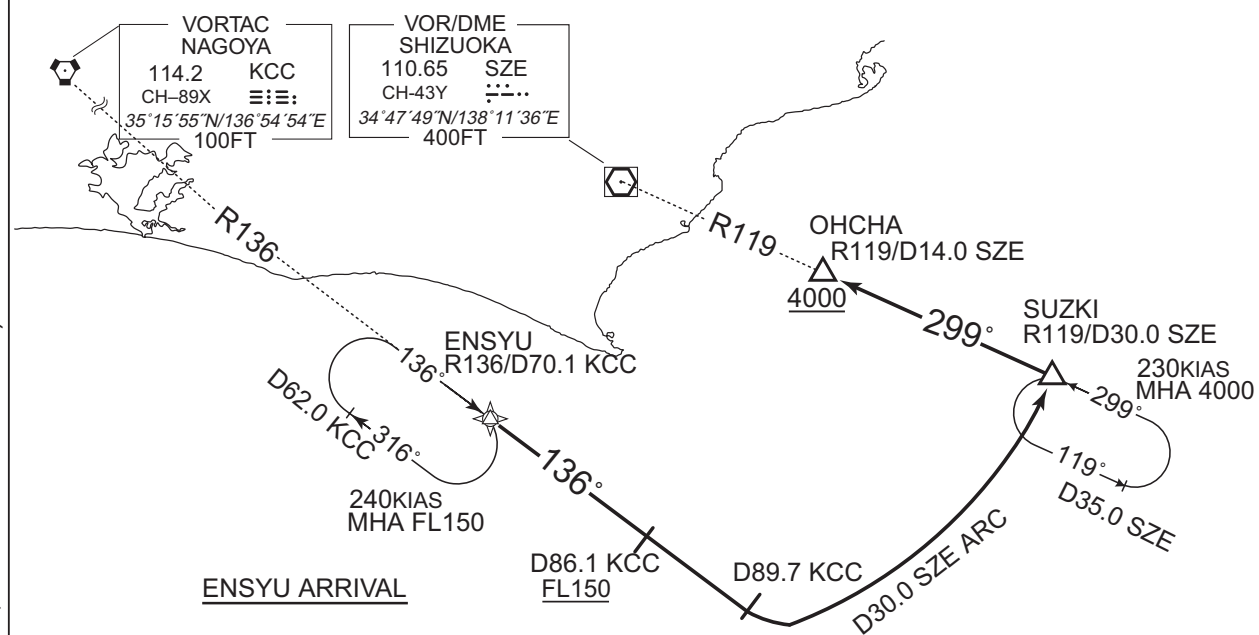 VORTAC
NAGOYA
114.2 KCC
CH–89X
35°15´55˝N/136°54´54˝E
100FT
VOR/DME
SHIZUOKA
110.65 SZE
CH-43Y
34°47´49˝N/138°11´36˝E
400FT
R136
R119
OHCHA
R119/D14.0 SZE
4000
299°
SUZKI
R119/D30.0 SZE
230KIAS
MHA 4000
299°
119°
D35.0 SZE
ENSYU
R136/D70.1 KCC
136°
D62.0 KCC
316°
240KIAS
MHA FL150
136°
D86.1 KCC
FL150
D89.7 KCC
D30.0 SZE ARC
ENSYU ARRIVAL